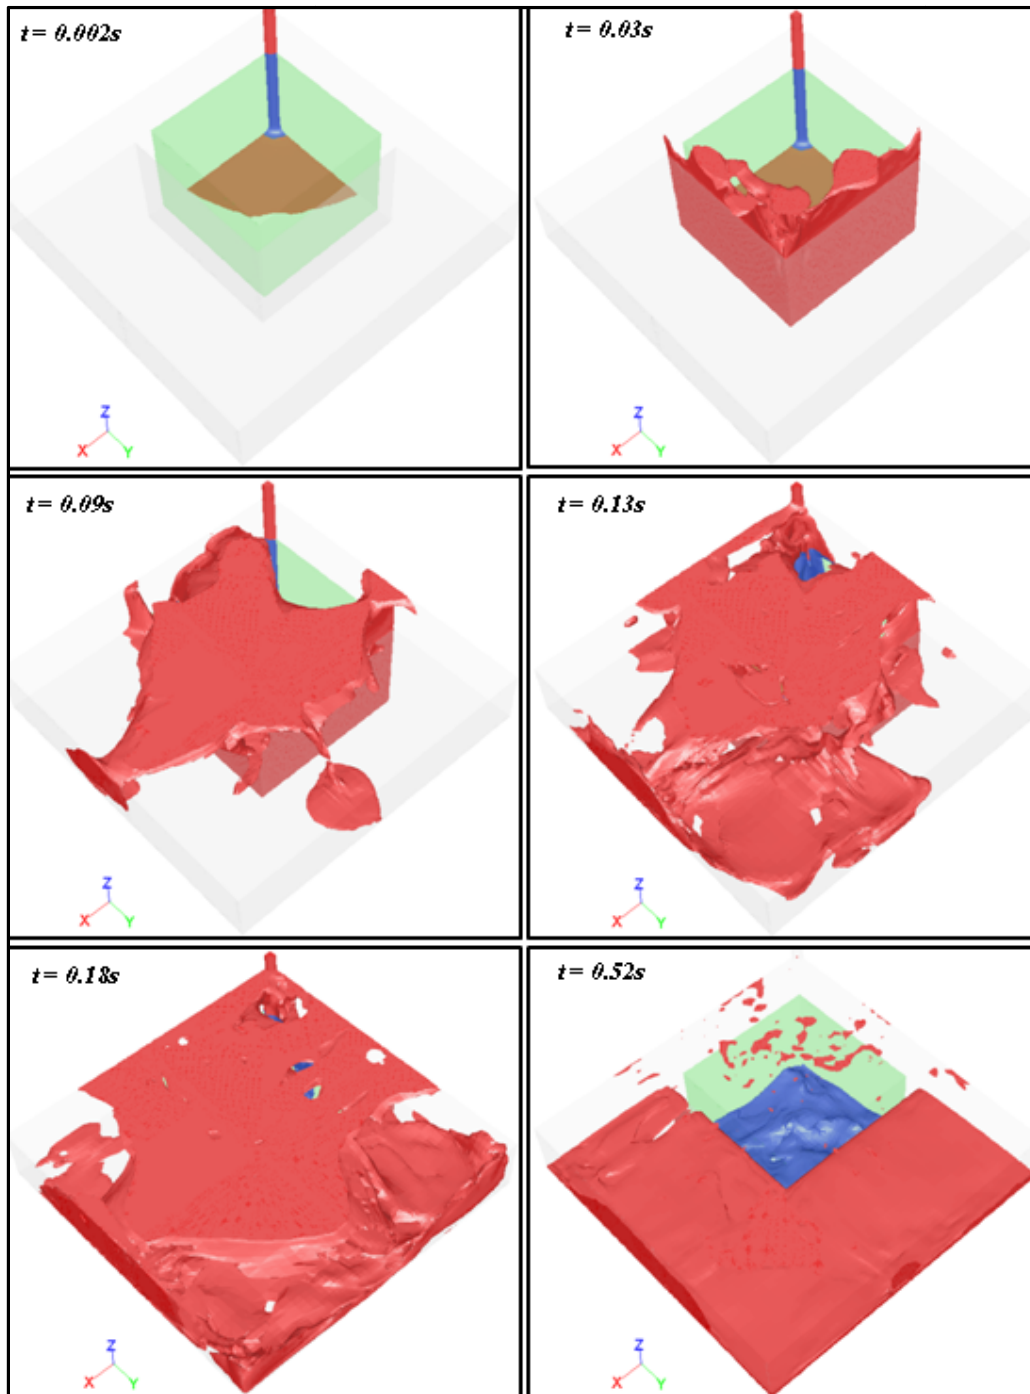 t = 0.002s
t = 0.03s
Z
X Y
Z
X Y
t = 0.09s
t = 0.13s
Z
X Y
Z
X Y
t = 0.18s
t = 0.52s
Z
X Y
Z
X Y